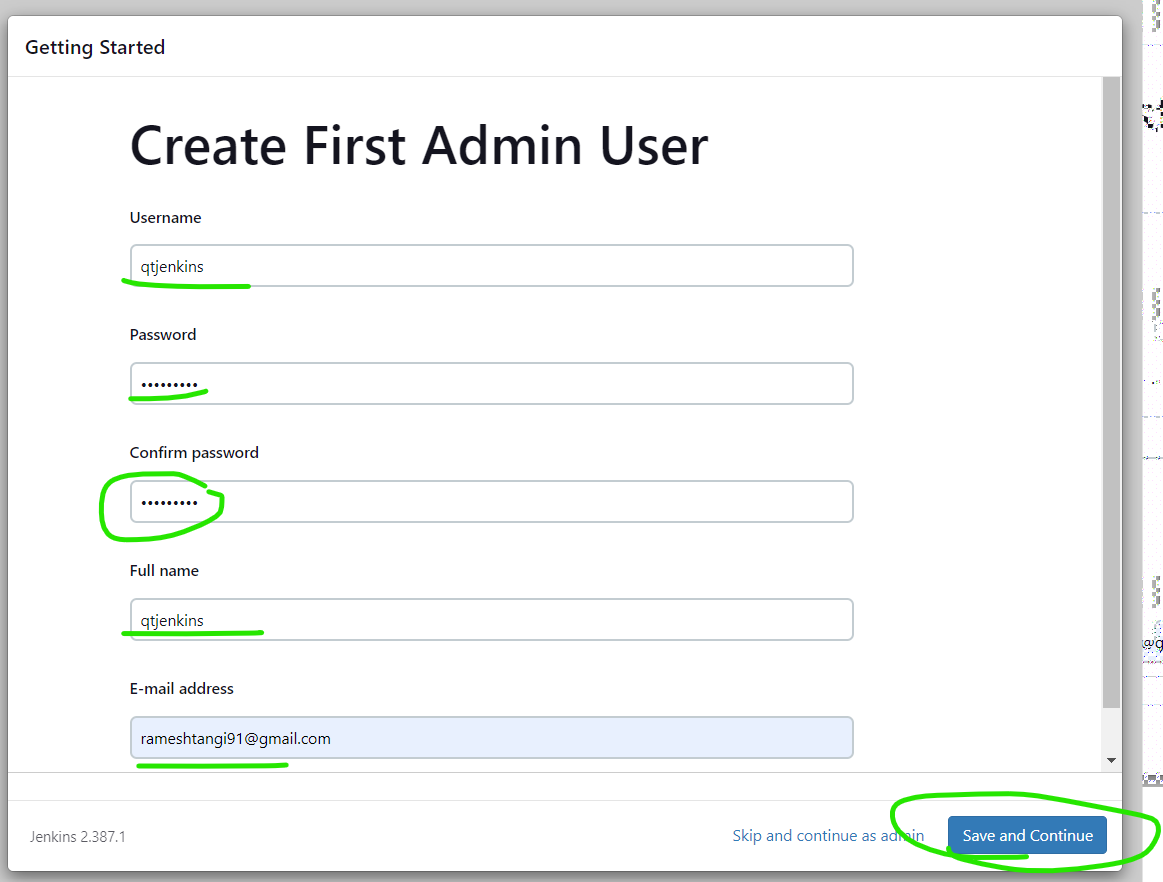 Getting Started
Create First Admin User
Username
qtjenkins
Password
•••••••••
Confirm password
•••••••••
Full name
qtjenkins
E-mail address
rameshtangi91@gmail.com
Jenkins 2.387.1
Skip and continue as admin
Save and Continue
@g